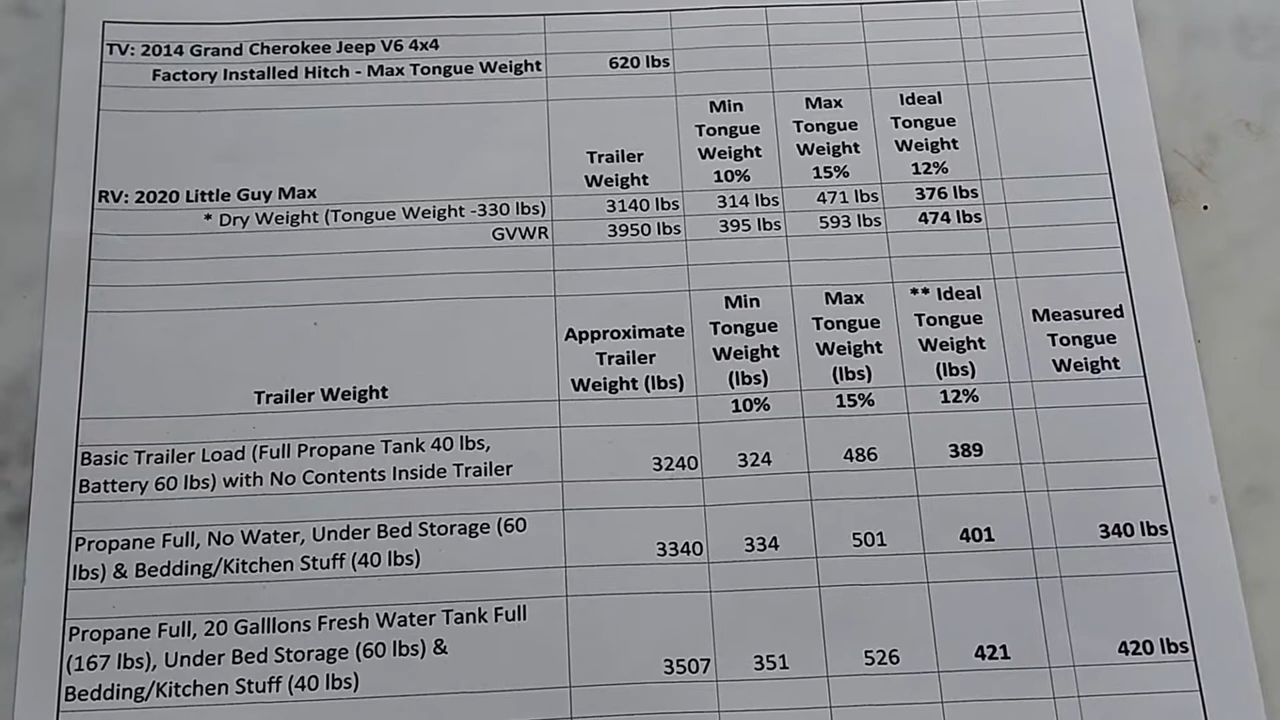 TV: 2014 Grand Cherokee Jeep V6 4x4
Factory Installed Hitch - Max Tongue Weight 620 lbs
RV: 2020 Little Guy Max
Trailer
Weight
Min
Tongue
Weight
10%
Max
Tongue
Weight
15%
Ideal
Tongue
Weight
12%
* Dry Weight (Tongue Weight -330 lbs) 3140 lbs 314 lbs 471 lbs 376 lbs
GVWR 3950 lbs 395 lbs 593 lbs 474 lbs
Trailer Weight
Approximate
Trailer
Weight (lbs)
Min
Tongue
Weight
(lbs)
10%
Max
Tongue
Weight
(lbs)
15%
** Ideal
Tongue
Weight
(lbs)
12%
Measured
Tongue
Weight
Basic Trailer Load (Full Propane Tank 40 lbs,
Battery 60 lbs) with No Contents Inside Trailer
3240 324 486 389
Propane Full, No Water, Under Bed Storage (60
lbs) & Bedding/Kitchen Stuff (40 lbs)
3340 334 501 401 340 lbs
Propane Full, 20 Galllons Fresh Water Tank Full
(167 lbs), Under Bed Storage (60 lbs) &
Bedding/Kitchen Stuff (40 lbs)
3507 351 526 421 420 lbs